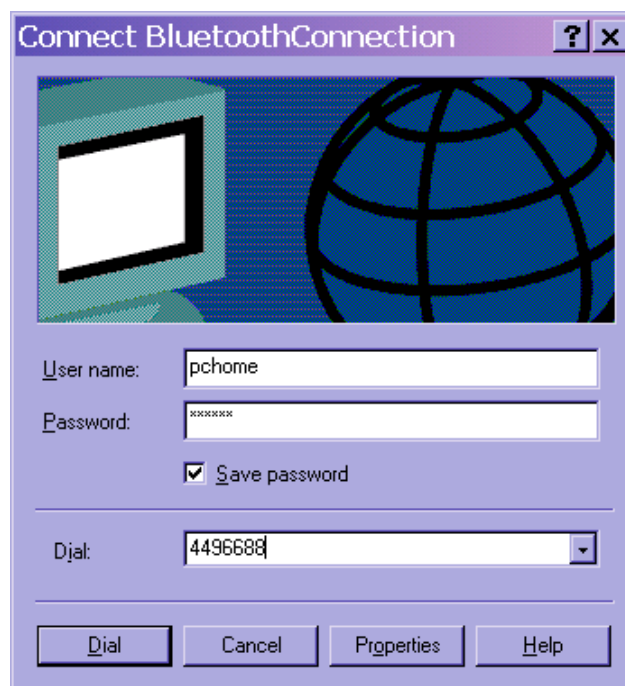 Connect BluetoothConnection
User name: pchome
Password: ******
Save password
Dial: 4496688
Dial Cancel Properties Help